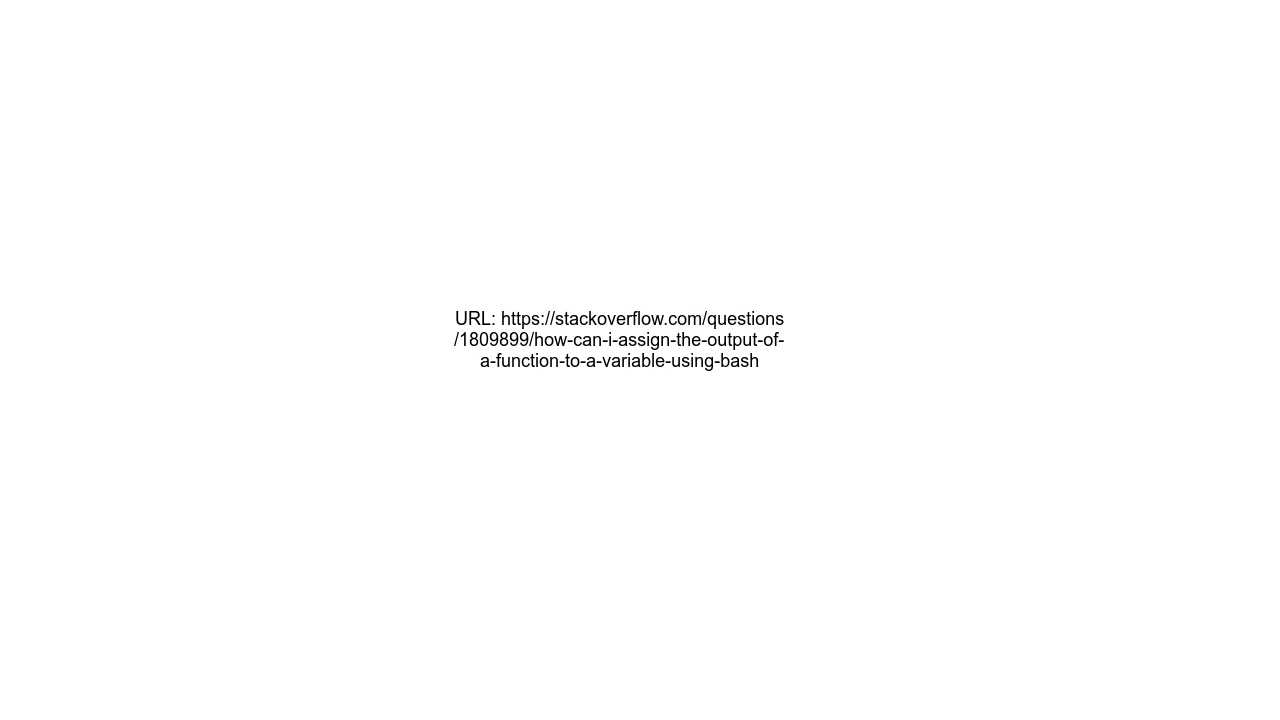 URL: https://stackoverflow.com/questions
/1809899/how-can-i-assign-the-output-of-
a-function-to-a-variable-using-bash